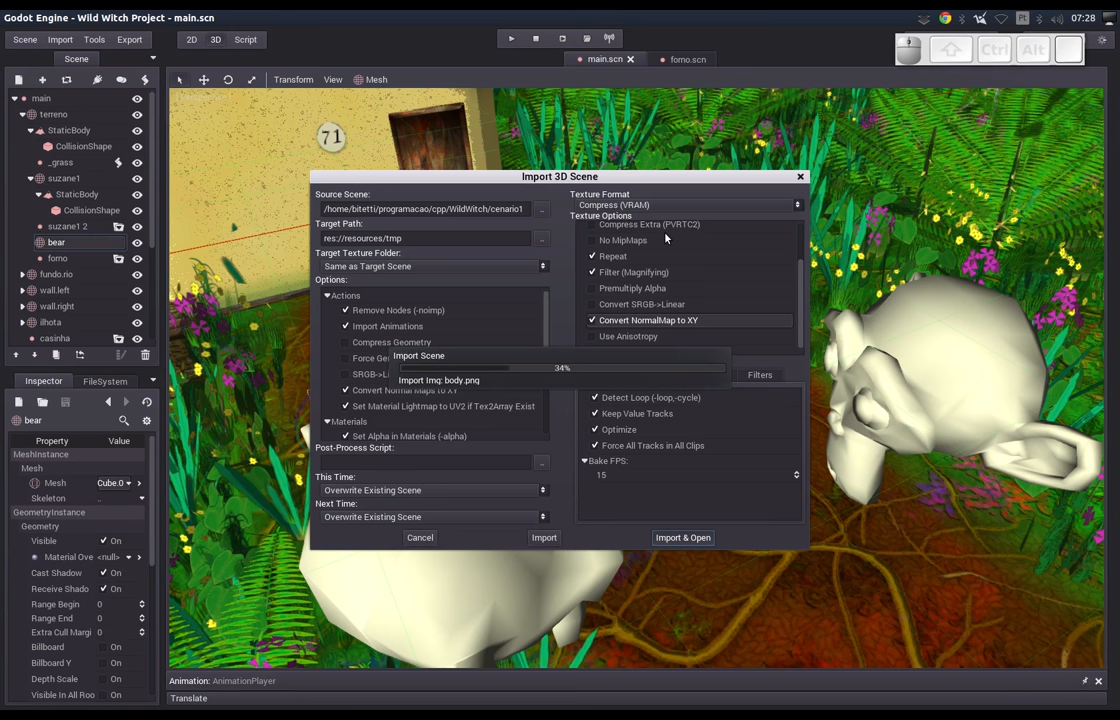 Godot Engine - Wild Witch Project - main.scn
Pt
07:28
Scene Import Tools Export
2D 3D Script
Ctrl Alt
Scene
main.scn
forno.scn
Transform View Mesh
main
terreno
StaticBody
CollisionShape
_grass
suzane1
StaticBody
CollisionShape
suzane1 2
bear
forno
fundo.rio
wall.left
wall.right
ilhota
casinha
Inspector FileSystem
bear
Property Value
MeshInstance
Mesh
Mesh Cube.0
Skeleton ..
GeometryInstance
Geometry
Visible On
Material Ove <null>
Cast Shadow On
Receive Shado On
Range Begin 0
Range End 0
Extra Cull Margi 0
Billboard On
Billboard Y On
Depth Scale On
Visible In All Roo On
71
Import 3D Scene
Source Scene:
/home/bitetti/programacao/cpp/WildWitch/cenario1
..
Target Path:
res://resources/tmp
..
Target Texture Folder:
Same as Target Scene
Options:
Actions
Remove Nodes (-noimp)
Import Animations
Compress Geometry
Force Ge
SRGB->Li
Convert Normal Maps to XY
Set Material Lightmap to UV2 if Tex2Array Exist
Materials
Set Alpha in Materials (-alpha)
Post-Process Script:
..
This Time:
Overwrite Existing Scene
Next Time:
Overwrite Existing Scene
Texture Format
Compress (VRAM)
Texture Options
Compress Extra (PVRTC2)
No MipMaps
Repeat
Filter (Magnifying)
Premultiply Alpha
Convert SRGB->Linear
Convert NormalMap to XY
Use Anisotropy
Import Scene
34%
Import Img: body.png
Filters
Detect Loop (-loop,-cycle)
Keep Value Tracks
Optimize
Force All Tracks in All Clips
Bake FPS:
15
Cancel Import Import & Open
Animation: AnimationPlayer
Translate